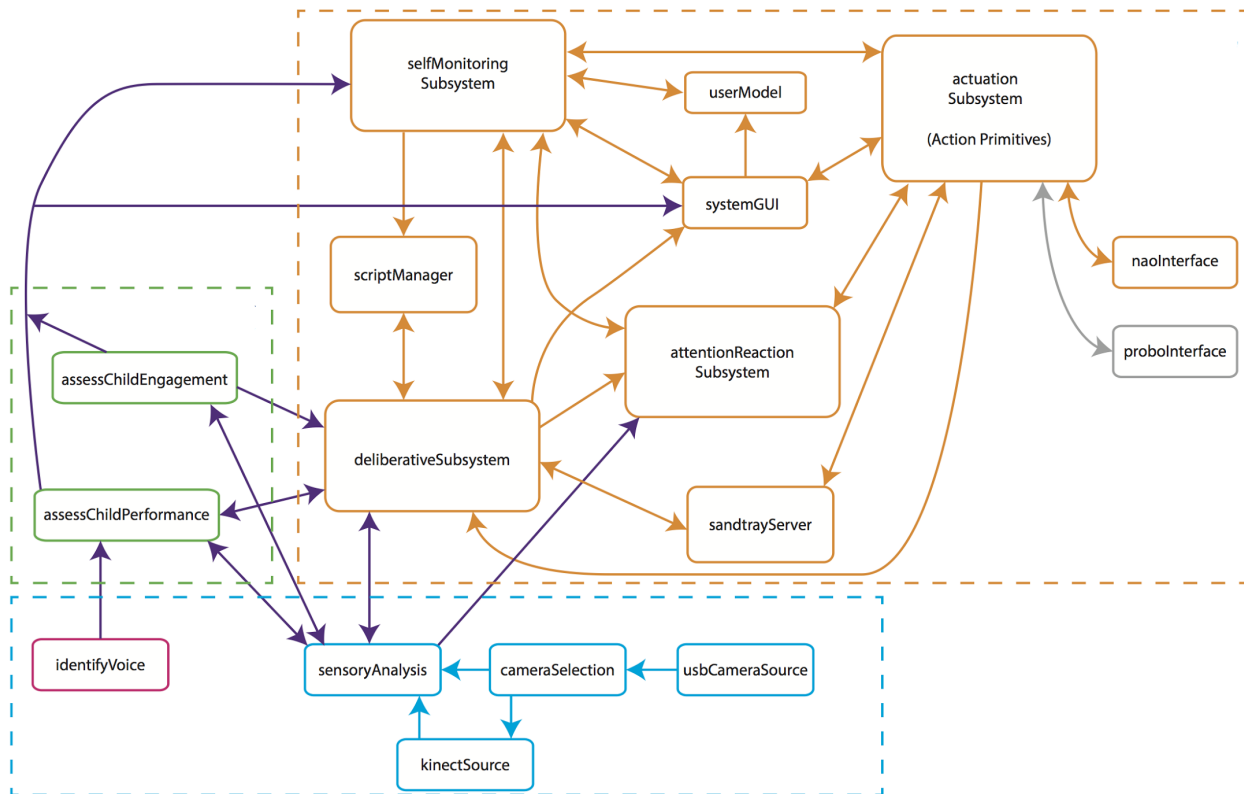 selfMonitoring
Subsystem
userModel
actuation
Subsystem
(Action Primitives)
systemGUI
scriptManager
naoInterface
attentionReaction
Subsystem
proboInterface
assessChildEngagement
deliberativeSubsystem
assessChildPerformance
sandtrayServer
identifyVoice
sensoryAnalysis
cameraSelection
usbCameraSource
kinectSource